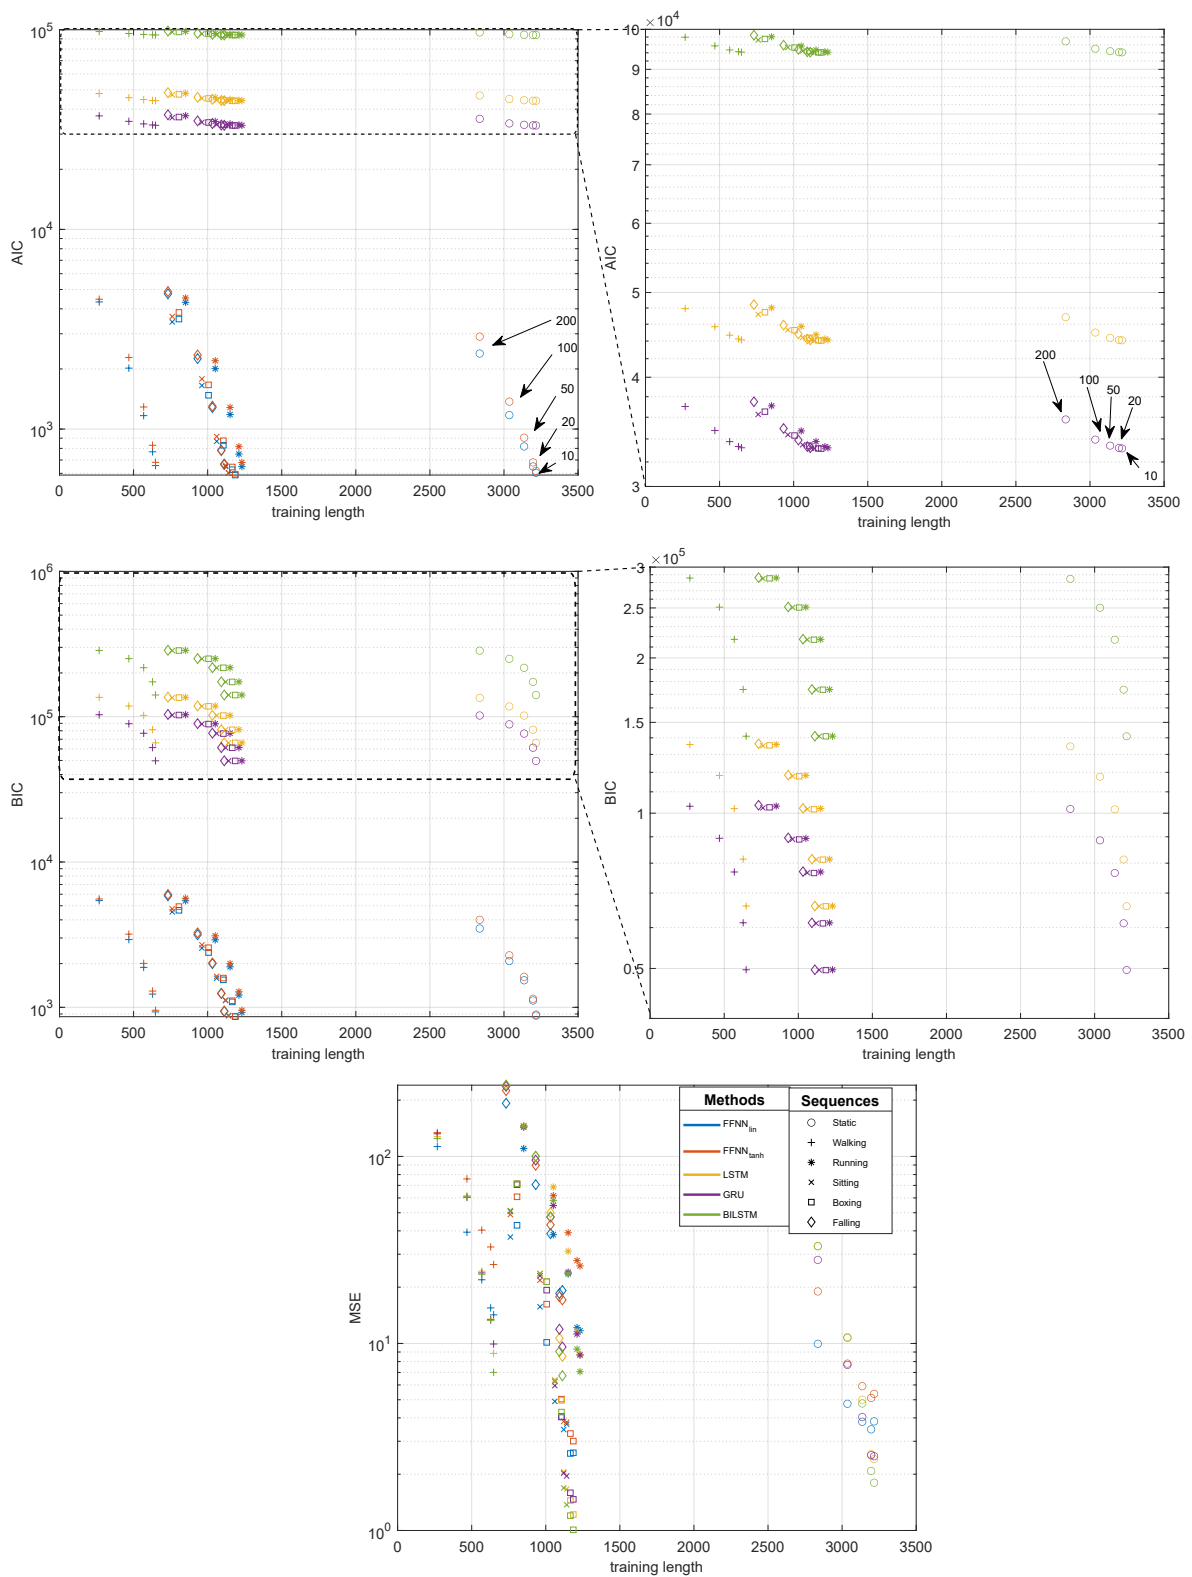 10^5
10^4
10^3
AIC
200
100
50
20
10
0 500 1000 1500 2000 2500 3000 3500
training length
×10^4
10
9
8
7
6
5
4
3
AIC
200
100
50
20
10
0 500 1000 1500 2000 2500 3000 3500
training length
10^6
10^5
10^4
10^3
BIC
0 500 1000 1500 2000 2500 3000 3500
training length
×10^5
3
2.5
2
1.5
1
0.5
BIC
0 500 1000 1500 2000 2500 3000 3500
training length
10^2
10^1
10^0
MSE
Methods
FFNN_lin
FFNN_tanh
LSTM
GRU
BILSTM
Sequences
Static
Walking
Running
Sitting
Boxing
Falling
0 500 1000 1500 2000 2500 3000 3500
training length